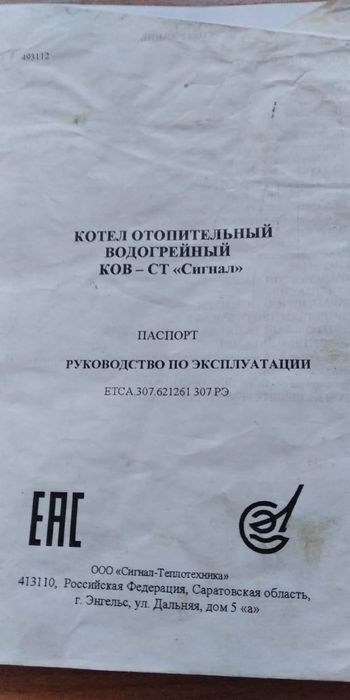 493112
КОТЕЛ ОТОПИТЕЛЬНЫЙ
ВОДОГРЕЙНЫЙ
КОВ – СТ «Сигнал»
ПАСПОРТ
РУКОВОДСТВО ПО ЭКСПЛУАТАЦИИ
ЕТСА.307.621261 307 РЭ
ЕАС
ООО «Сигнал-Теплотехника»
413110, Российская Федерация, Саратовская область,
г. Энгельс, ул. Дальняя, дом 5 «а»